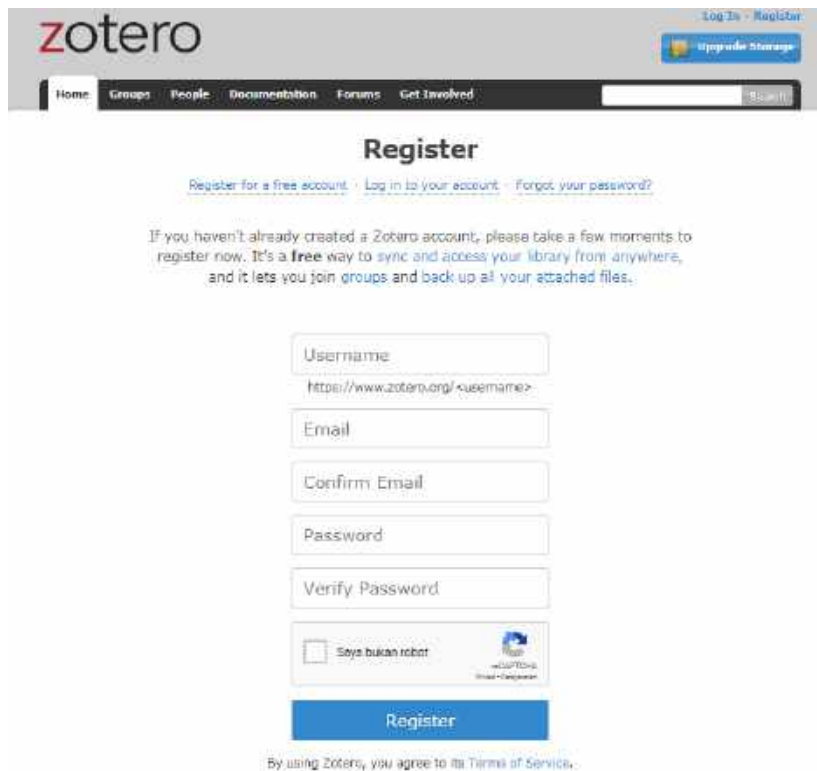 zotero
Log In · Register
Upgrade Storage
Home Groups People Documentation Forums Get Involved
Search
Register
Register for a free account · Log in to your account · Forgot your password?
If you haven't already created a Zotero account, please take a few moments to
register now. It's a free way to sync and access your library from anywhere,
and it lets you join groups and back up all your attached files.
Username
https://www.zotero.org/<username>
Email
Confirm Email
Password
Verify Password
Saya bukan robot
reCAPTCHA
Register
By using Zotero, you agree to its Terms of Service.